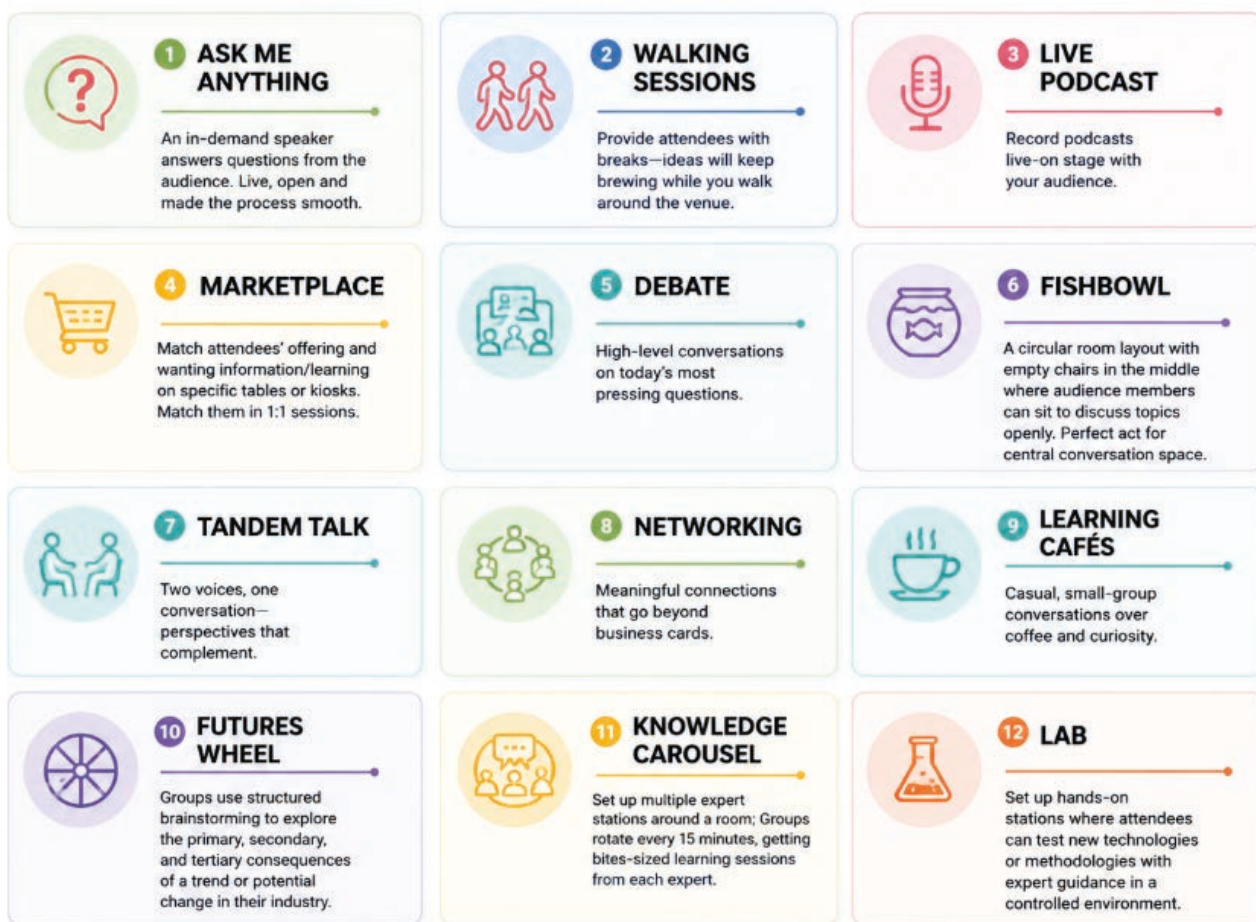 1 ASK ME
ANYTHING
An in-demand speaker
answers questions from the
audience. Live, open and
made the process smooth.
2 WALKING
SESSIONS
Provide attendees with
breaks—ideas will keep
brewing while you walk
around the venue.
3 LIVE
PODCAST
Record podcasts
live-on stage with
your audience.
4 MARKETPLACE
Match attendees' offering and
wanting information/learning
on specific tables or kiosks.
Match them in 1:1 sessions.
5 DEBATE
High-level conversations
on today's most
pressing questions.
6 FISHBOWL
A circular room layout with
empty chairs in the middle
where audience members
can sit to discuss topics
openly. Perfect act for
central conversation space.
7 TANDEM TALK
Two voices, one
conversation—
perspectives that
complement.
8 NETWORKING
Meaningful connections
that go beyond
business cards.
9 LEARNING
CAFÉS
Casual, small-group
conversations over
coffee and curiosity.
10 FUTURES
WHEEL
Groups use structured
brainstorming to explore
the primary, secondary,
and tertiary consequences
of a trend or potential
change in their industry.
11 KNOWLEDGE
CAROUSEL
Set up multiple expert
stations around a room; Groups
rotate every 15 minutes, getting
bites-sized learning sessions
from each expert.
12 LAB
Set up hands-on
stations where attendees
can test new technologies
or methodologies with
expert guidance in a
controlled environment.